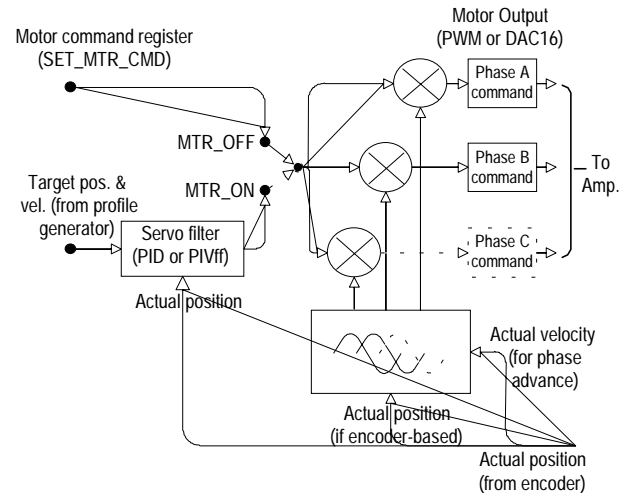 Motor command register
(SET_MTR_CMD)
Motor Output
(PWM or DAC16)
Phase A
command
MTR_OFF
Phase B
command
To
Amp.
Target pos. &
vel. (from profile
generator)
MTR_ON
Servo filter
(PID or PIVff)
Phase C
command
Actual position
Actual velocity
(for phase
advance)
Actual position
(if encoder-based)
Actual position
(from encoder)